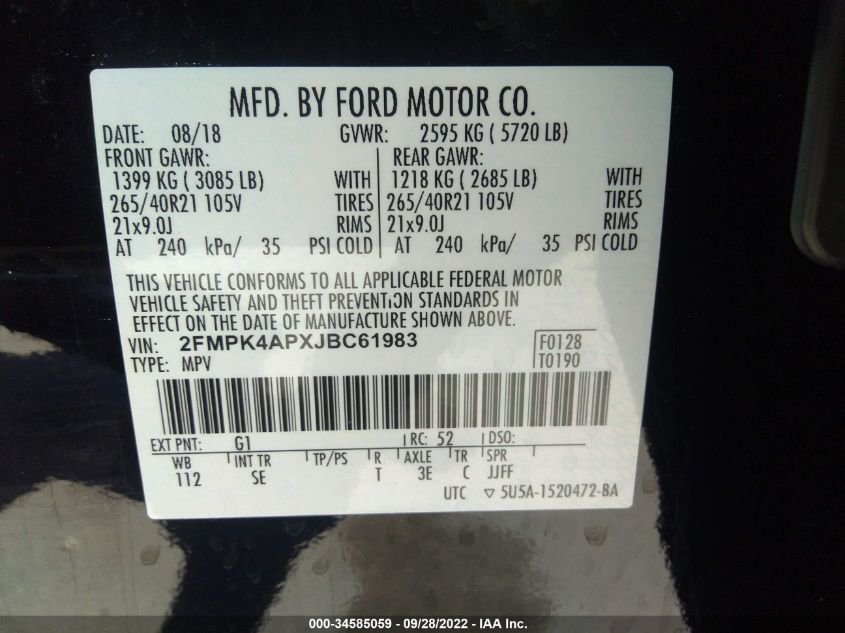 MFD. BY FORD MOTOR CO.
DATE: 08/18 GVWR: 2595 KG ( 5720 LB)
FRONT GAWR: REAR GAWR:
1399 KG ( 3085 LB) WITH 1218 KG ( 2685 LB) WITH
265/40R21 105V TIRES 265/40R21 105V TIRES
21x9.0J RIMS 21x9.0J RIMS
AT 240 kPa/ 35 PSI COLD AT 240 kPa/ 35 PSI COLD
THIS VEHICLE CONFORMS TO ALL APPLICABLE FEDERAL MOTOR
VEHICLE SAFETY AND THEFT PREVENTION STANDARDS IN
EFFECT ON THE DATE OF MANUFACTURE SHOWN ABOVE.
VIN: 2FMPK4APXJBC61983 F0128
TYPE: MPV T0190
EXT PNT: G1 RC: 52 DSO:
WB INT TR TP/PS R AXLE TR SPR
112 SE T 3E C JJFF
UTC ▽ 5U5A-1520472-BA
000-34585059 - 09/28/2022 - IAA Inc.